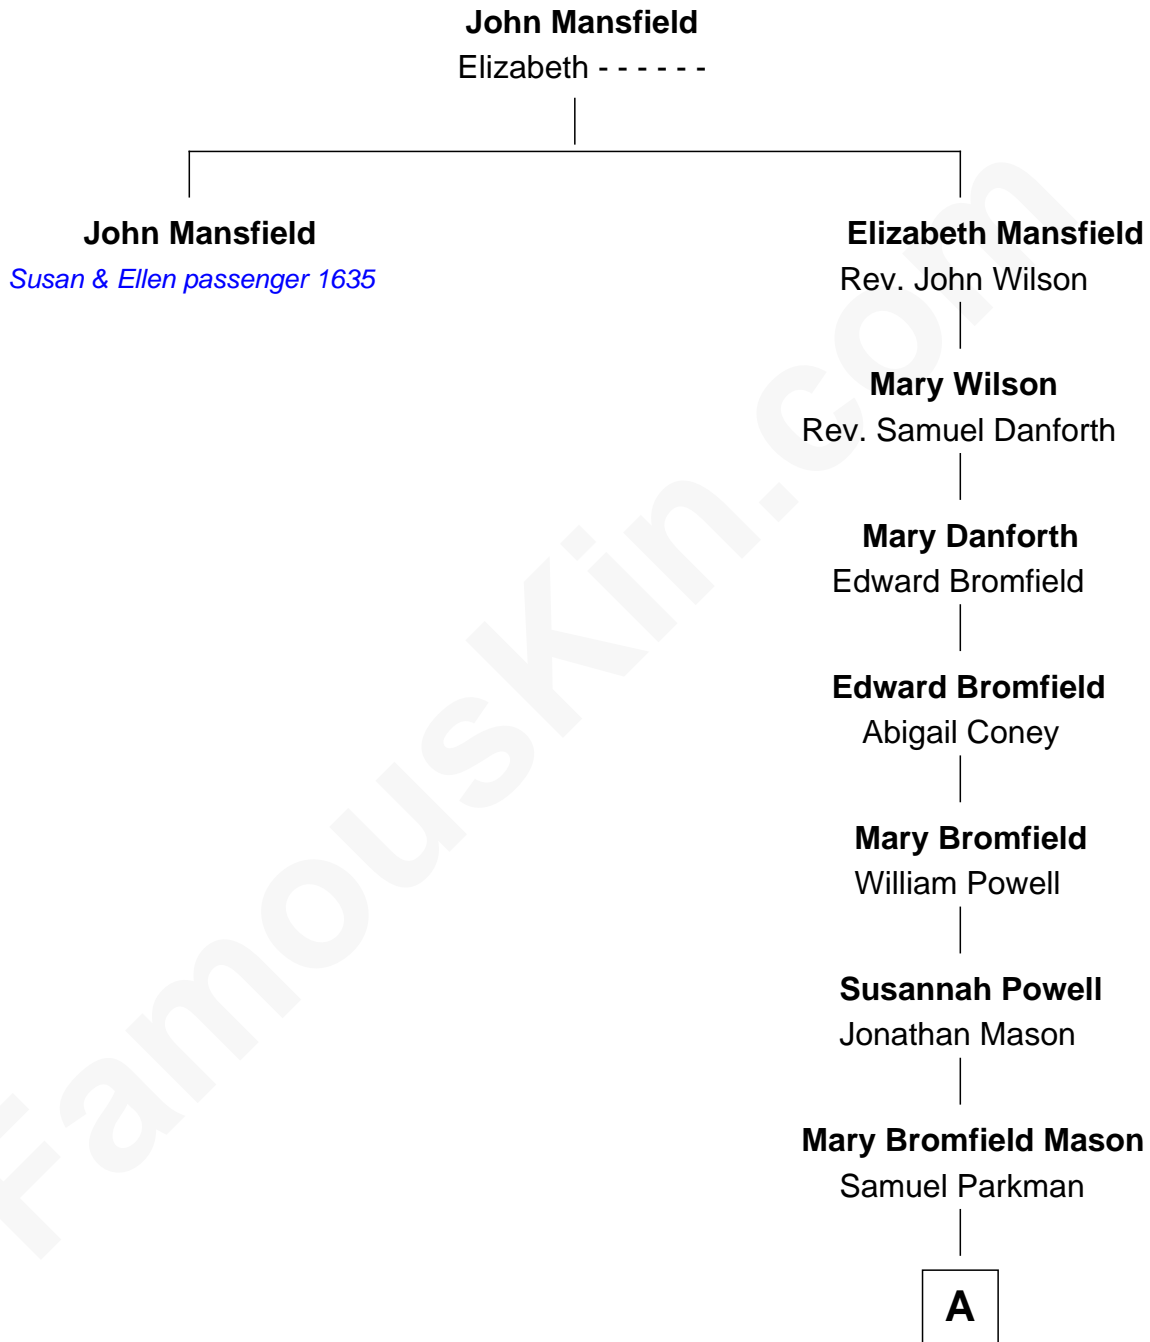 John Mansfield
Elizabeth - - - - - -
John Mansfield
Susan & Ellen passenger 1635
Elizabeth Mansfield
Rev. John Wilson
Mary Wilson
Rev. Samuel Danforth
Mary Danforth
Edward Bromfield
Edward Bromfield
Abigail Coney
Mary Bromfield
William Powell
Susannah Powell
Jonathan Mason
Mary Bromfield Mason
Samuel Parkman
A
FamousKin.com